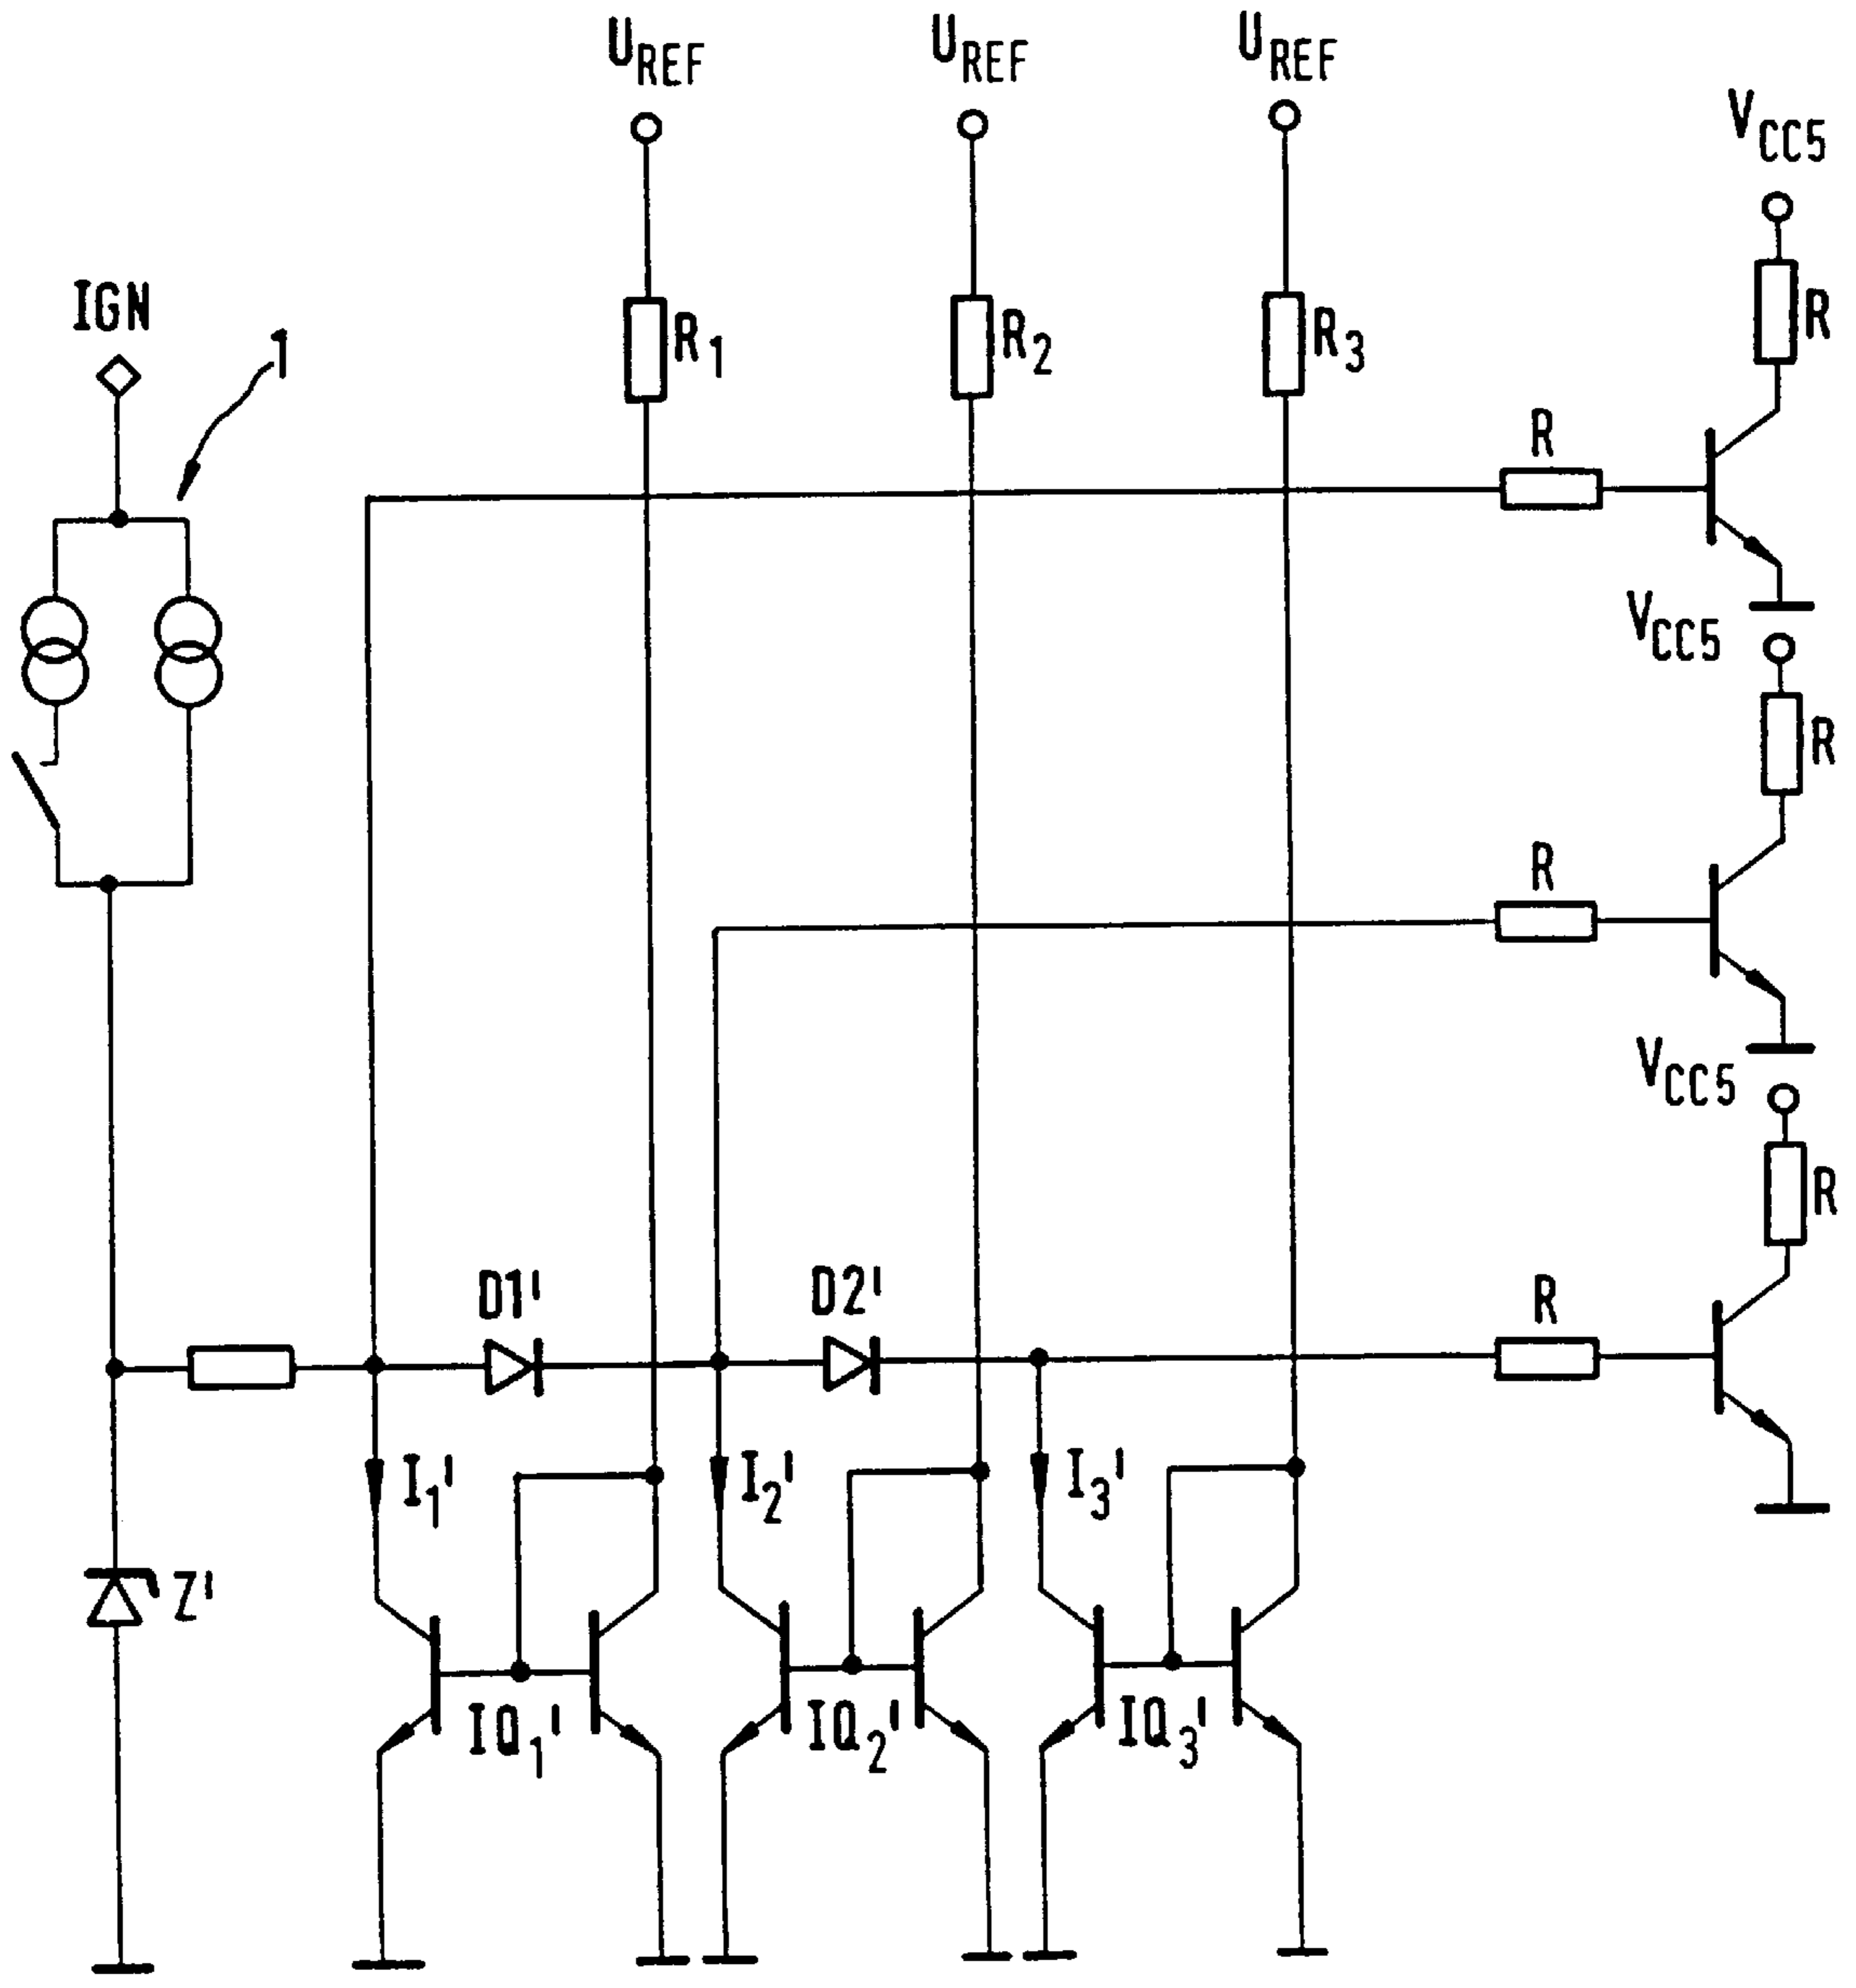 U_REF
U_REF
U_REF
V_CC5
IGN
1
R_1
R_2
R_3
R
R
V_CC5
R
R
V_CC5
R
D1'
D2'
R
I_1'
I_2'
I_3'
Z'
IQ_1'
IQ_2'
IQ_3'